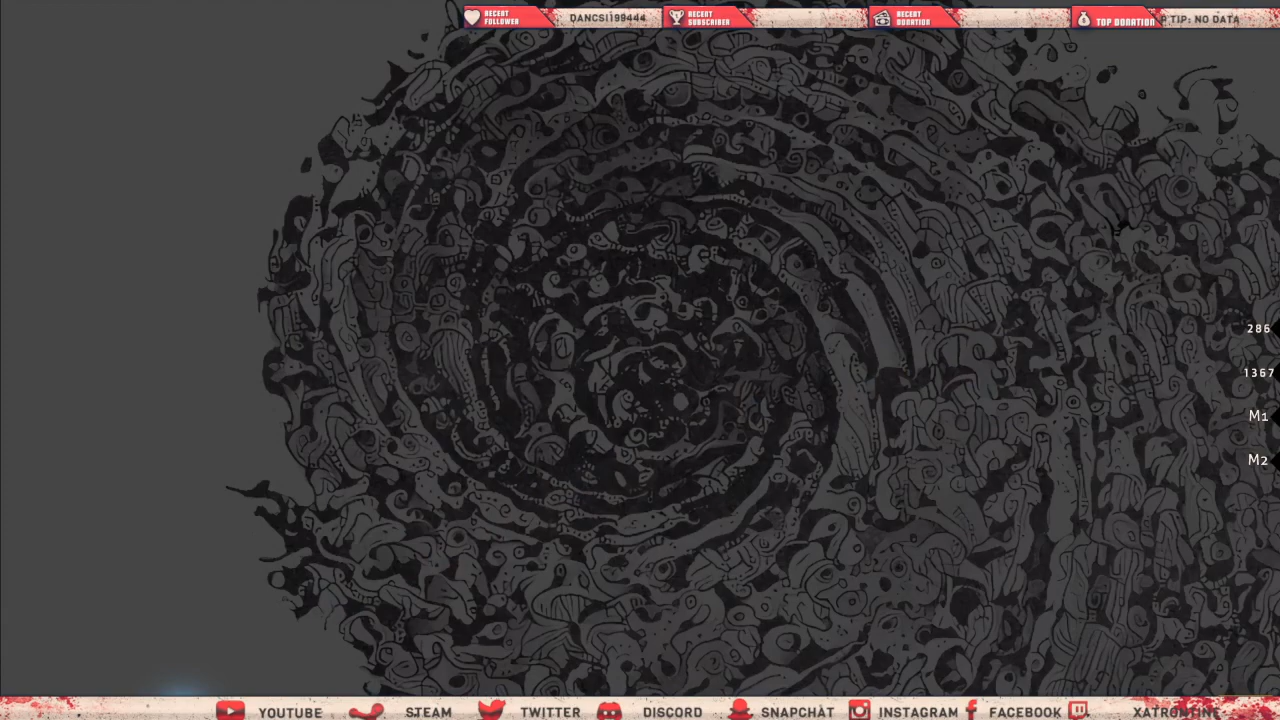 RECENT FOLLOWER
DANCSI199444
RECENT SUBSCRIBER
RECENT DONATION
TOP DONATION
P TIP: NO DATA
286
1367
M1
M2
YOUTUBE
STEAM
TWITTER
DISCORD
SNAPCHAT
INSTAGRAM
FACEBOOK
XATRONTINE